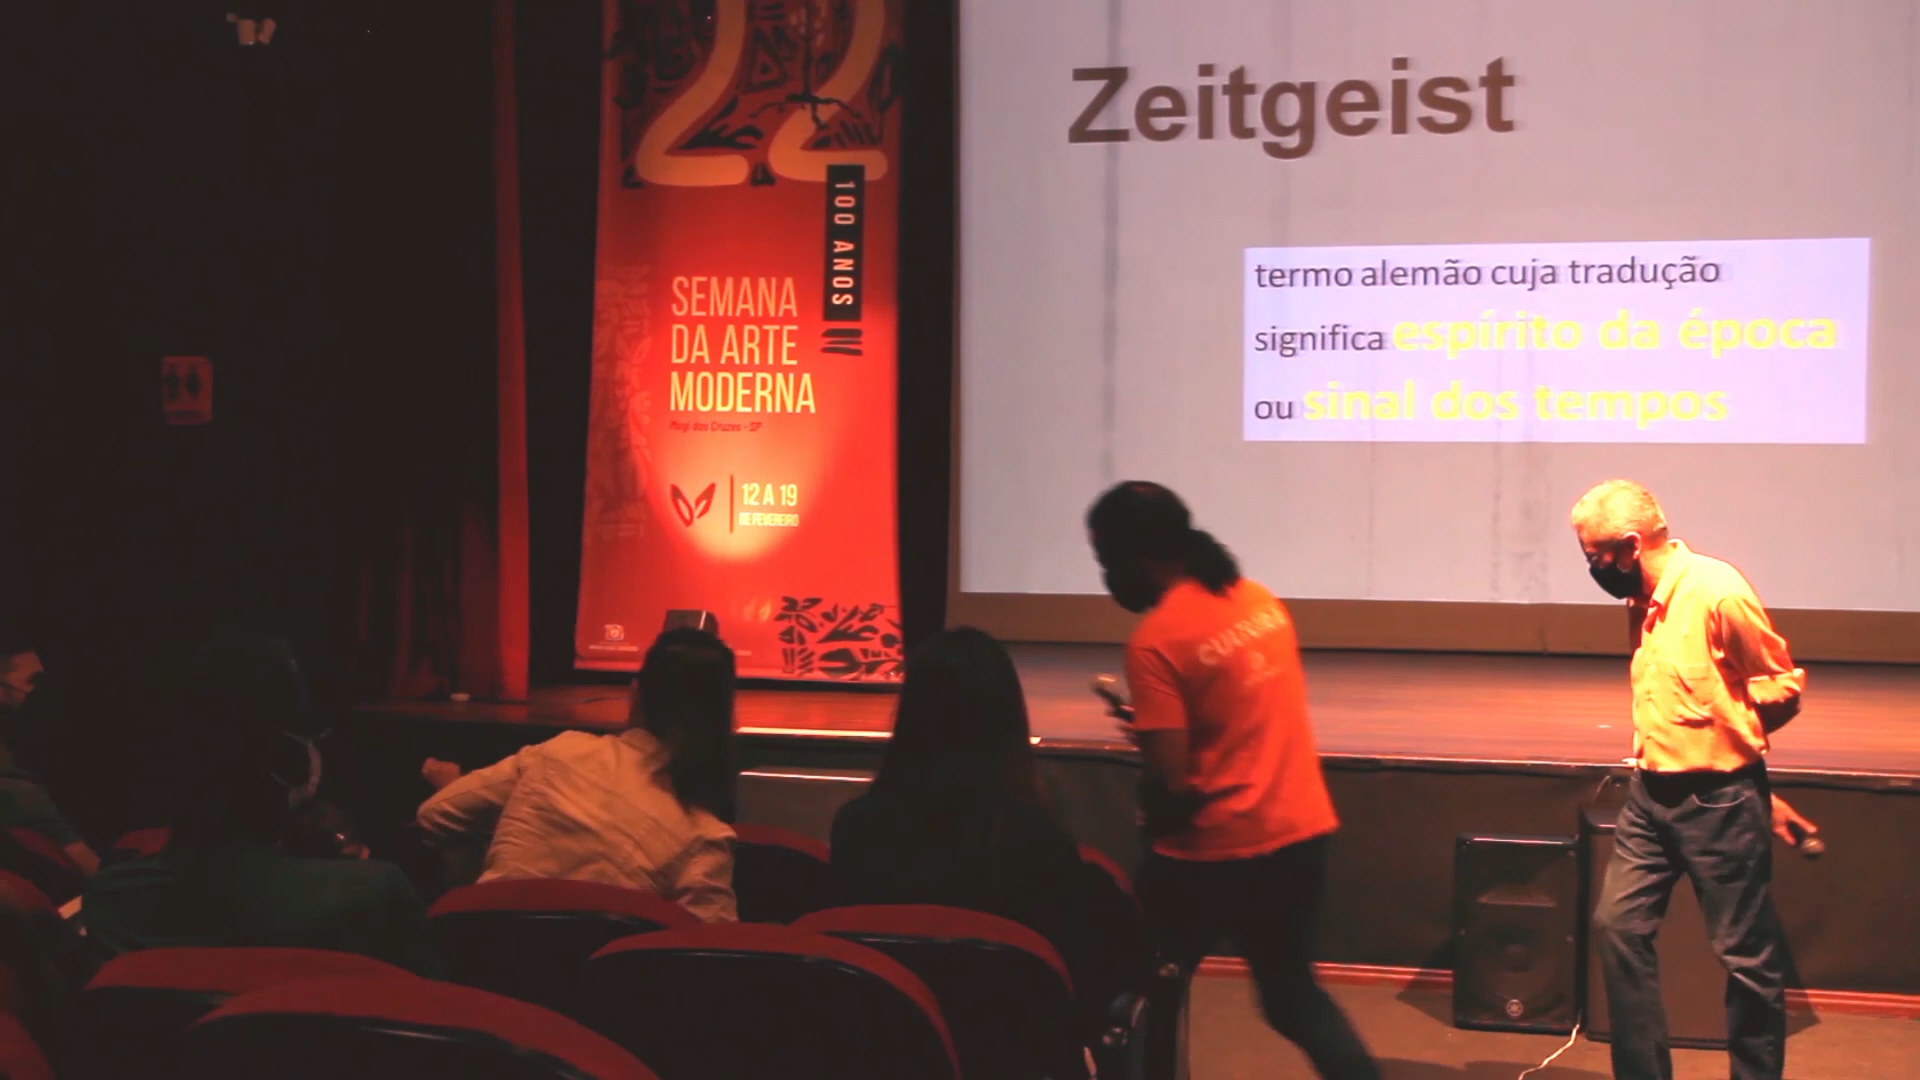 22
100 ANOS
SEMANA
DA ARTE
MODERNA
Mogi das Cruzes - SP
12 A 19
DE FEVEREIRO
Zeitgeist
termo alemão cuja tradução
significa espírito da época
ou sinal dos tempos
CULTURA